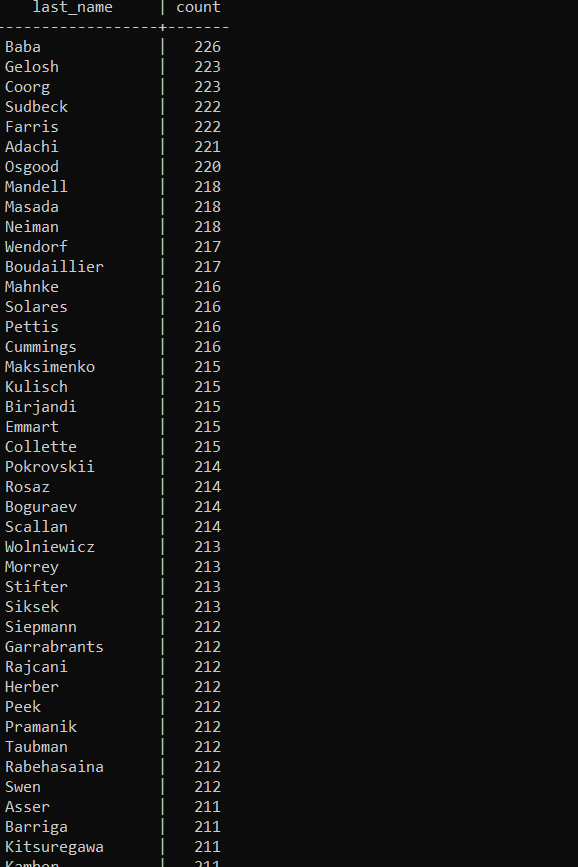 last_name | count
------------------+-------
Baba | 226
Gelosh | 223
Coorg | 223
Sudbeck | 222
Farris | 222
Adachi | 221
Osgood | 220
Mandell | 218
Masada | 218
Neiman | 218
Wendorf | 217
Boudaillier | 217
Mahnke | 216
Solares | 216
Pettis | 216
Cummings | 216
Maksimenko | 215
Kulisch | 215
Birjandi | 215
Emmart | 215
Collette | 215
Pokrovskii | 214
Rosaz | 214
Boguraev | 214
Scallan | 214
Wolniewicz | 213
Morrey | 213
Stifter | 213
Siksek | 213
Siepmann | 212
Garrabrants | 212
Rajcani | 212
Herber | 212
Peek | 212
Pramanik | 212
Taubman | 212
Rabehasaina | 212
Swen | 212
Asser | 211
Barriga | 211
Kitsuregawa | 211
Kamber | 211